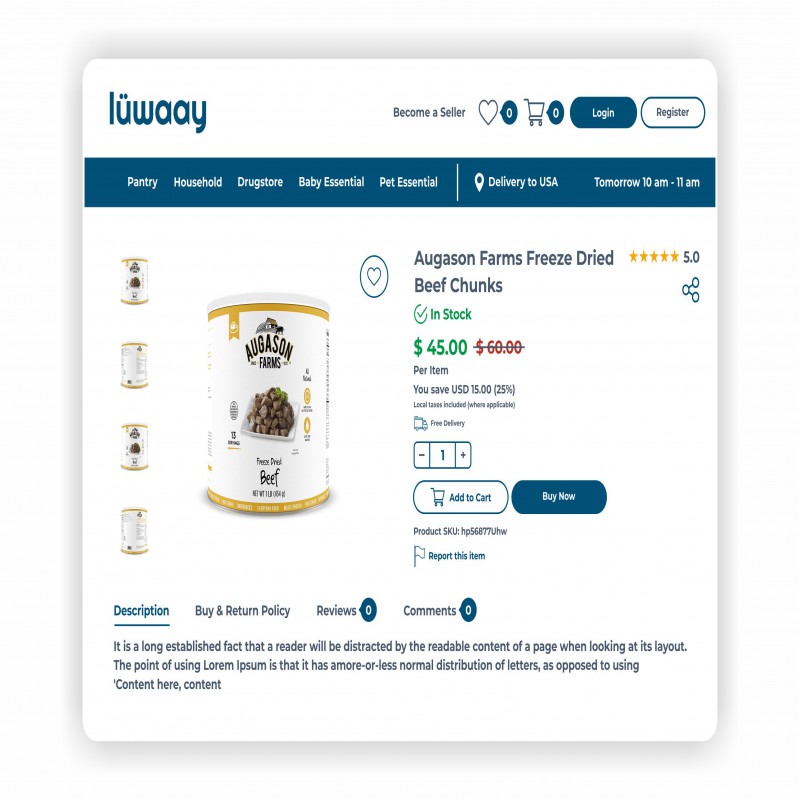 lüwaay
Become a Seller
0
0
Login
Register
Pantry
Household
Drugstore
Baby Essential
Pet Essential
Delivery to USA
Tomorrow 10 am - 11 am
Augason Farms Freeze Dried
Beef Chunks
5.0
In Stock
$ 45.00 $ 60.00
Per Item
You save USD 15.00 (25%)
Local taxes included (where applicable)
Free Delivery
− 1 +
Add to Cart
Buy Now
Product SKU: hp56877Uhw
Report this item
AUGASON
FARMS
All
Natural
13
Freeze Dried
Beef
NET WT 1 LB (454 g)
Description
Buy & Return Policy
Reviews 0
Comments 0
It is a long established fact that a reader will be distracted by the readable content of a page when looking at its layout.
The point of using Lorem Ipsum is that it has amore-or-less normal distribution of letters, as opposed to using
'Content here, content